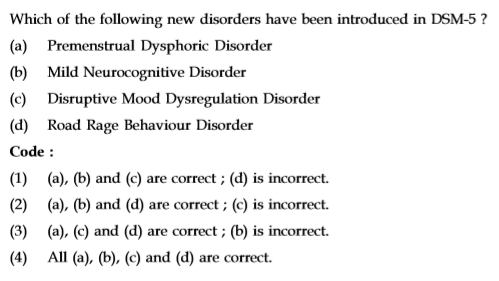 Which of the following new disorders have been introduced in DSM-5 ?
(a) Premenstrual Dysphoric Disorder
(b) Mild Neurocognitive Disorder
(c) Disruptive Mood Dysregulation Disorder
(d) Road Rage Behaviour Disorder
Code :
(1) (a), (b) and (c) are correct ; (d) is incorrect.
(2) (a), (b) and (d) are correct ; (c) is incorrect.
(3) (a), (c) and (d) are correct ; (b) is incorrect.
(4) All (a), (b), (c) and (d) are correct.